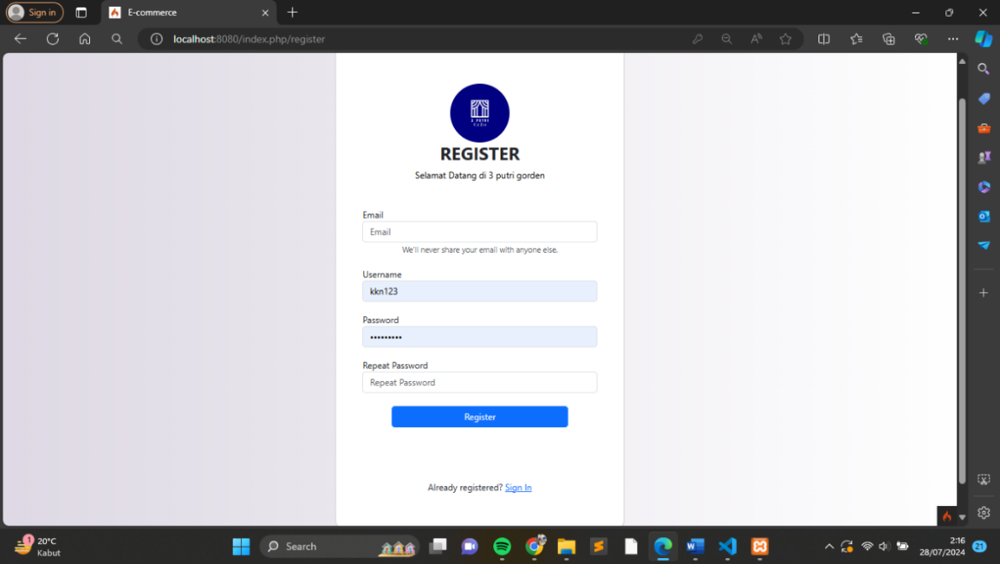 Sign in
E-commerce
localhost:8080/index.php/register
3 PUTRI
REGISTER
Selamat Datang di 3 putri gorden
Email
Email
We'll never share your email with anyone else.
Username
kkn123
Password
•••••••••
Repeat Password
Repeat Password
Register
Already registered? Sign In
1
20°C
Kabut
Search
2:16
28/07/2024
21